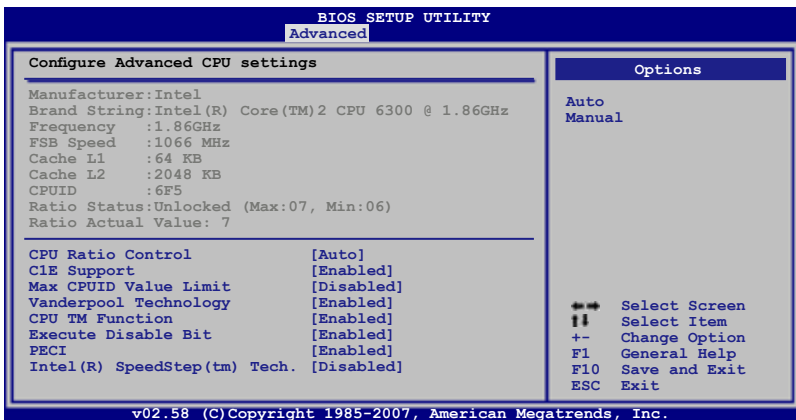 BIOS SETUP UTILITY
Advanced
Configure Advanced CPU settings
Manufacturer:Intel
Brand String:Intel(R) Core(TM)2 CPU 6300 @ 1.86GHz
Frequency :1.86GHz
FSB Speed :1066 MHz
Cache L1 :64 KB
Cache L2 :2048 KB
CPUID :6F5
Ratio Status:Unlocked (Max:07, Min:06)
Ratio Actual Value: 7
CPU Ratio Control [Auto]
C1E Support [Enabled]
Max CPUID Value Limit [Disabled]
Vanderpool Technology [Enabled]
CPU TM Function [Enabled]
Execute Disable Bit [Enabled]
PECI [Enabled]
Intel(R) SpeedStep(tm) Tech. [Disabled]
Options
Auto
Manual
←→ Select Screen
↑↓ Select Item
+- Change Option
F1 General Help
F10 Save and Exit
ESC Exit
v02.58 (C)Copyright 1985-2007, American Megatrends, Inc.